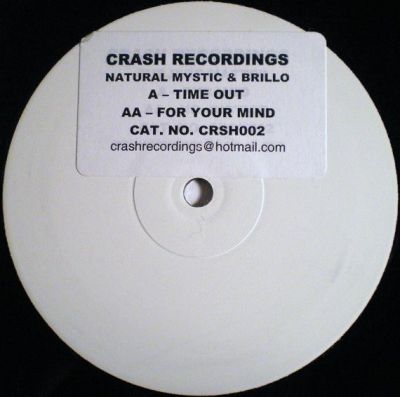 CRASH RECORDINGS
NATURAL MYSTIC & BRILLO
A – TIME OUT
AA – FOR YOUR MIND
CAT. NO. CRSH002
crashrecordings@hotmail.com